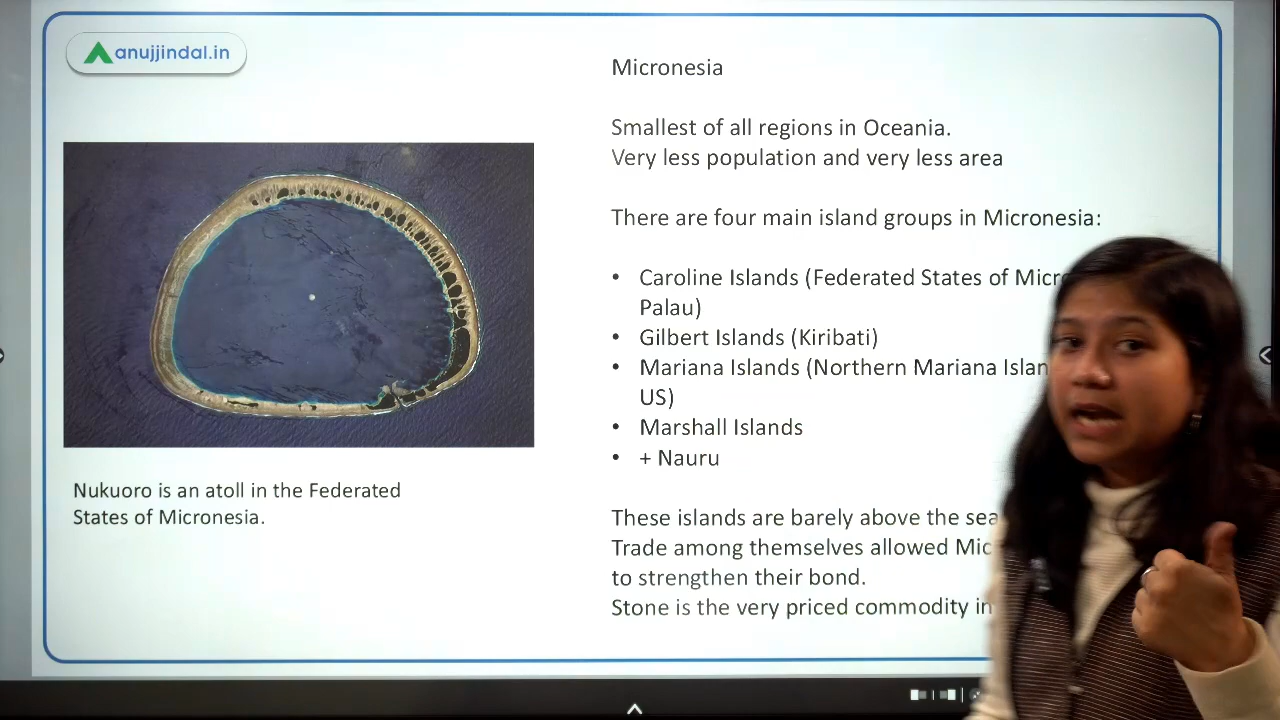 anujjindal.in
Micronesia
Smallest of all regions in Oceania.
Very less population and very less area
There are four main island groups in Micronesia:
• Caroline Islands (Federated States of
Palau)
• Gilbert Islands (Kiribati)
• Mariana Islands (Northern Mariana
US)
• Marshall Islands
• + Nauru
These islands are barely above the sea
Trade among themselves allowed
to strengthen their bond.
Stone is the very priced commodity in
Nukuoro is an atoll in the Federated
States of Micronesia.